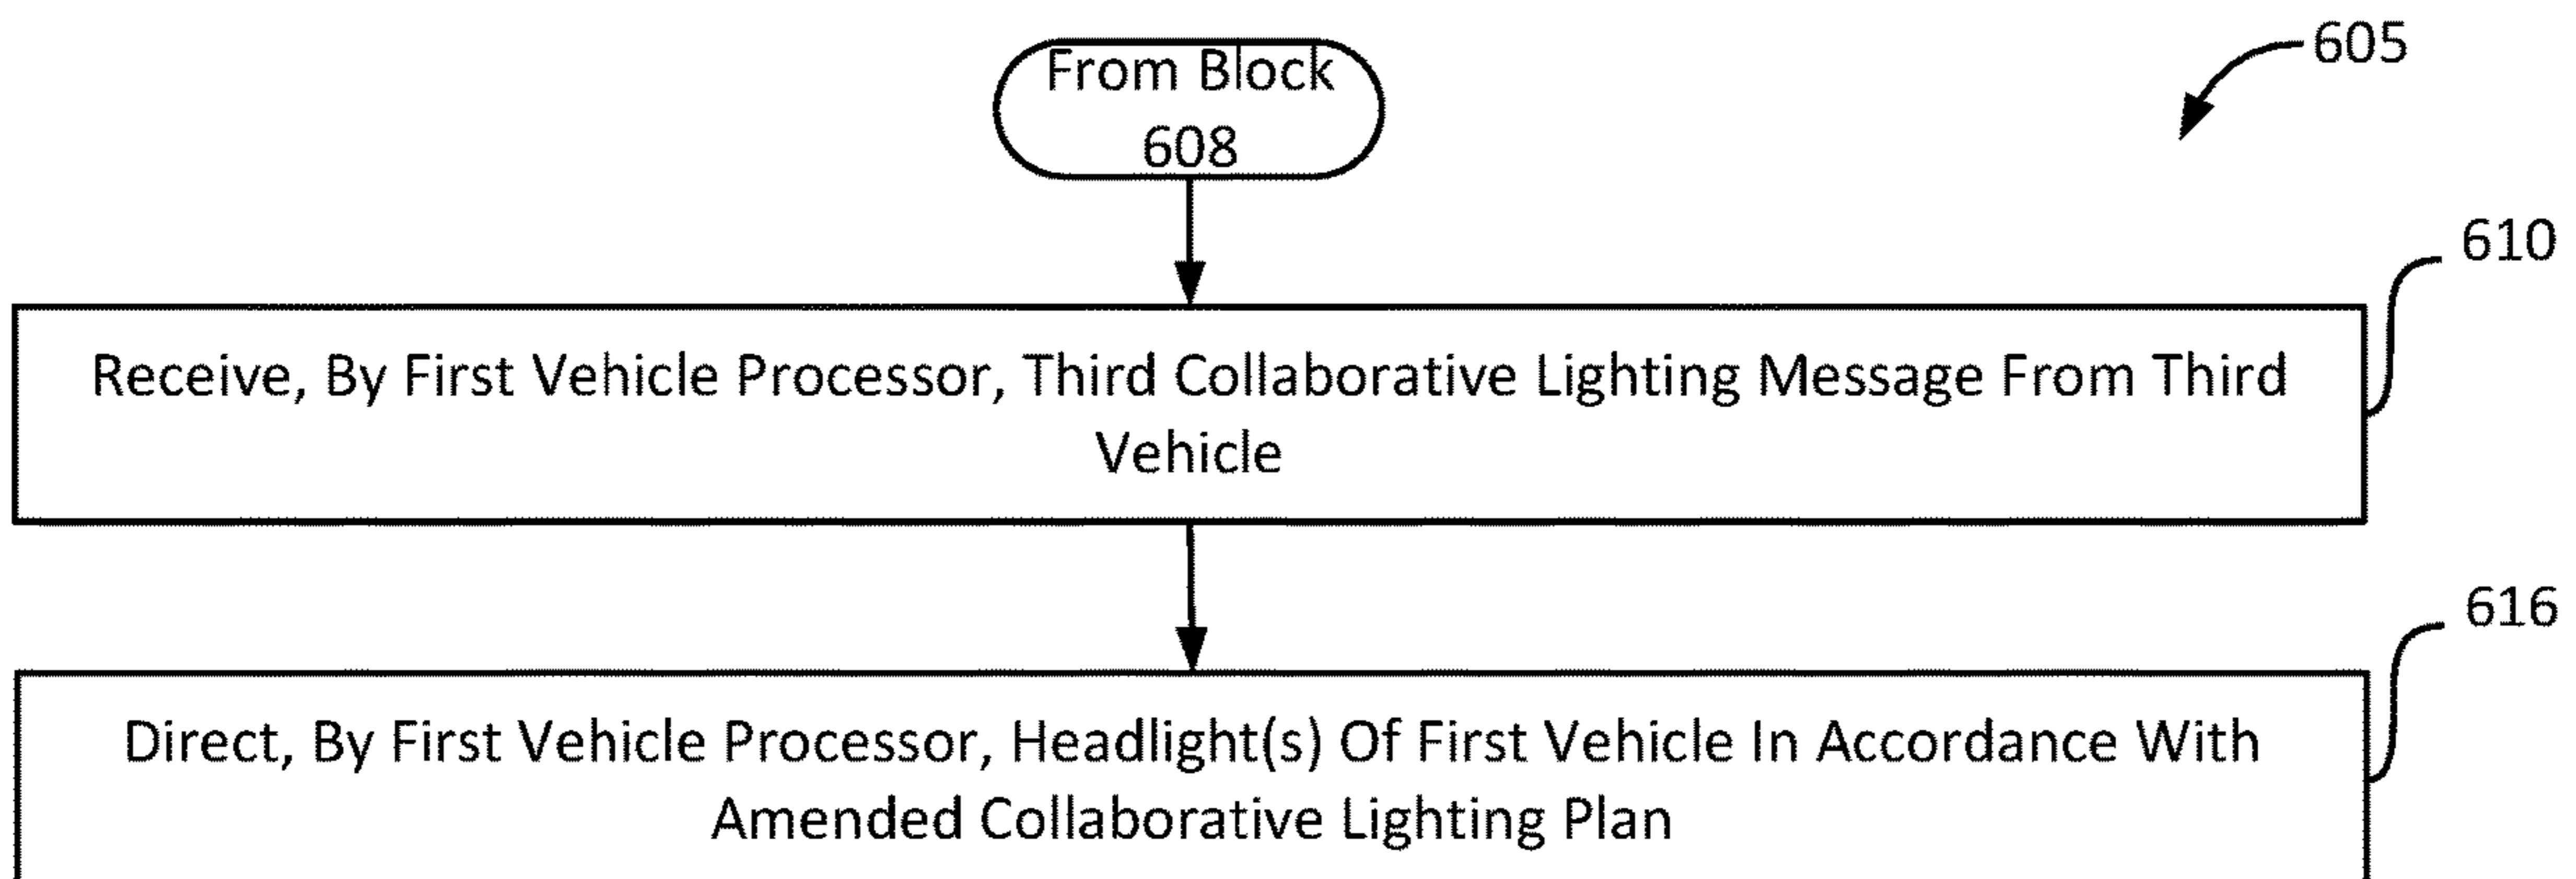 From Block
608
605
610
Receive, By First Vehicle Processor, Third Collaborative Lighting Message From Third
Vehicle
616
Direct, By First Vehicle Processor, Headlight(s) Of First Vehicle In Accordance With
Amended Collaborative Lighting Plan